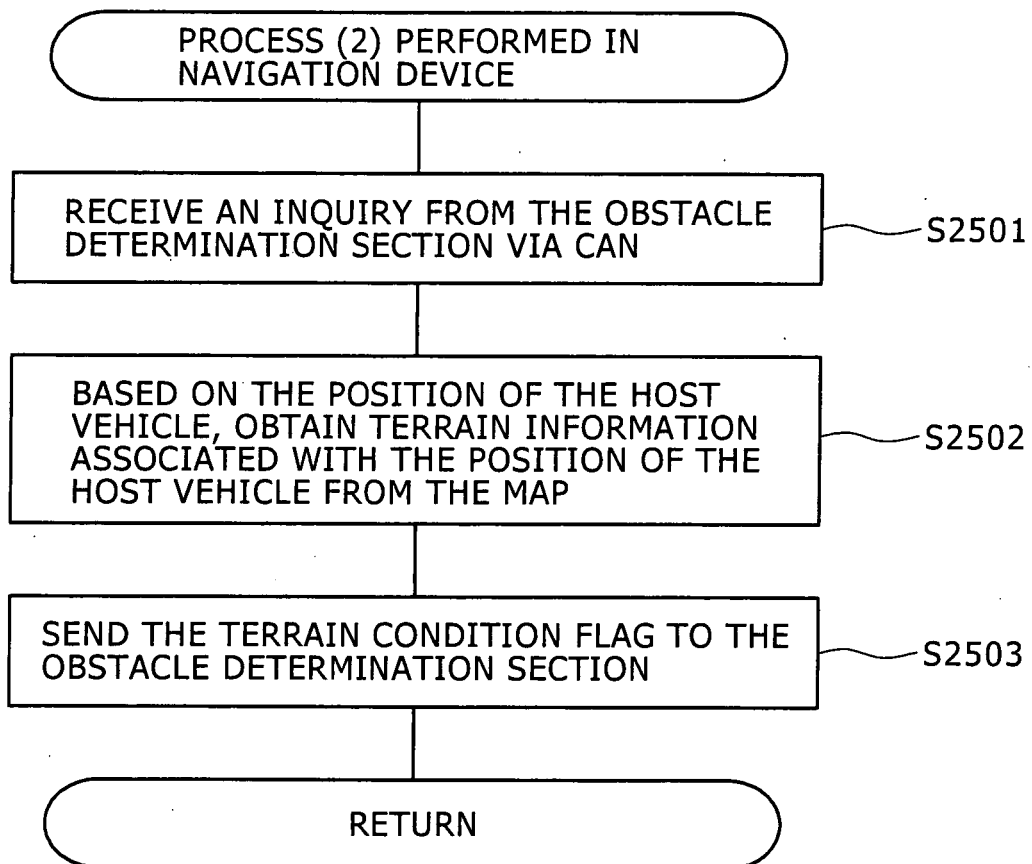 PROCESS (2) PERFORMED IN
NAVIGATION DEVICE
RECEIVE AN INQUIRY FROM THE OBSTACLE
DETERMINATION SECTION VIA CAN
S2501
BASED ON THE POSITION OF THE HOST
VEHICLE, OBTAIN TERRAIN INFORMATION
ASSOCIATED WITH THE POSITION OF THE
HOST VEHICLE FROM THE MAP
S2502
SEND THE TERRAIN CONDITION FLAG TO THE
OBSTACLE DETERMINATION SECTION
S2503
RETURN